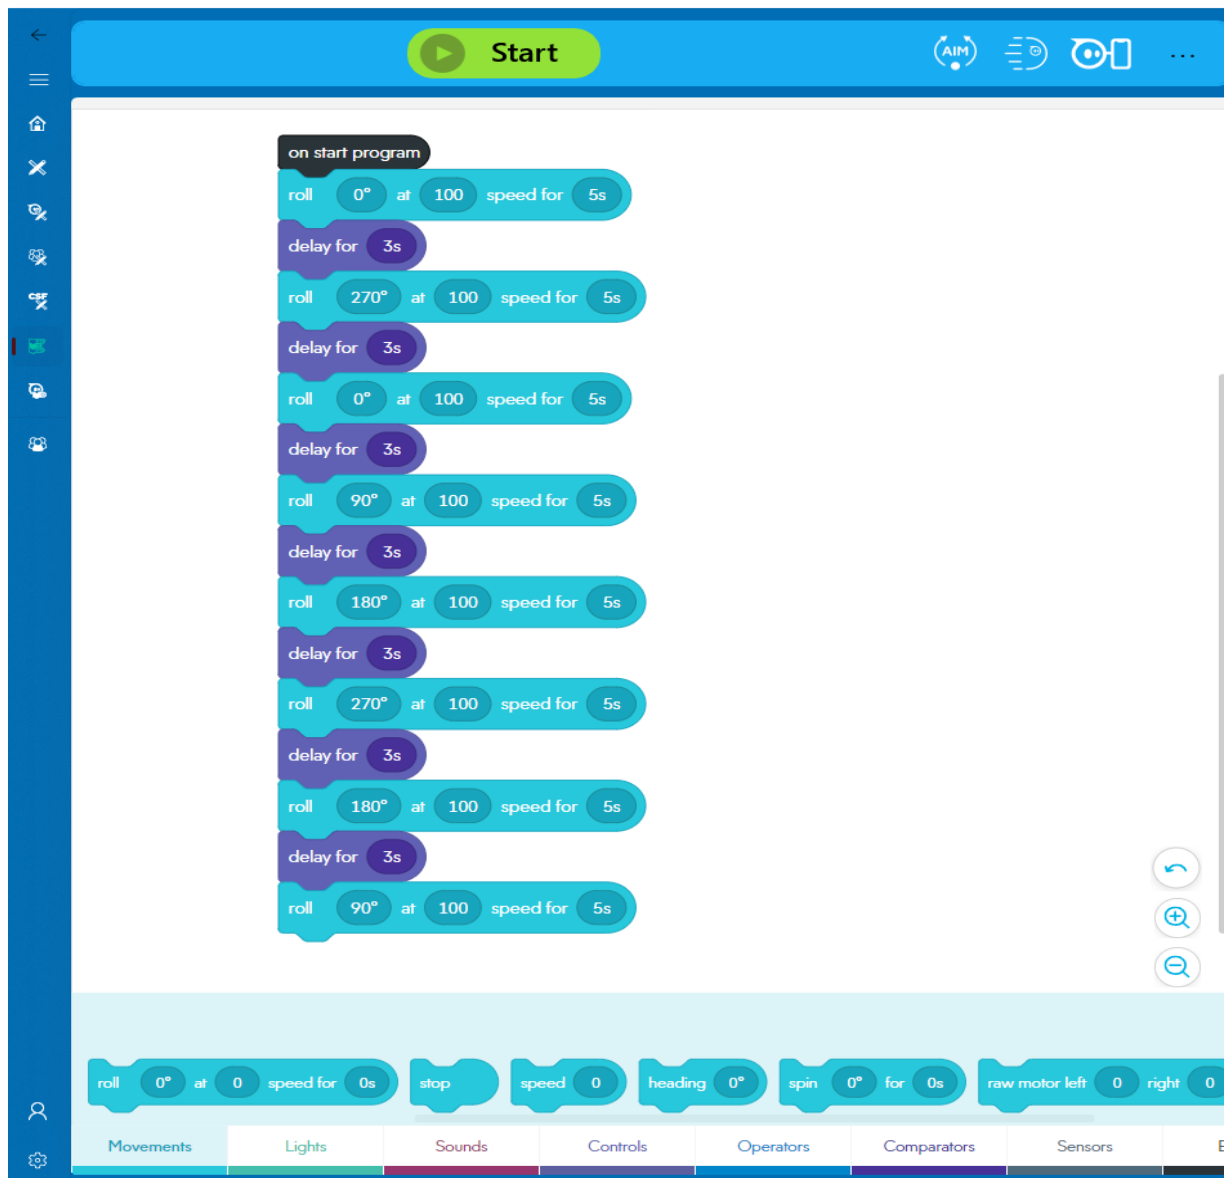 Start
AIM
...
on start program
roll 0° at 100 speed for 5s
delay for 3s
roll 270° at 100 speed for 5s
delay for 3s
roll 0° at 100 speed for 5s
delay for 3s
roll 90° at 100 speed for 5s
delay for 3s
roll 180° at 100 speed for 5s
delay for 3s
roll 270° at 100 speed for 5s
delay for 3s
roll 180° at 100 speed for 5s
delay for 3s
roll 90° at 100 speed for 5s
CSF
roll 0° at 0 speed for 0s stop speed 0 heading 0° spin 0° for 0s raw motor left 0 right 0
Movements Lights Sounds Controls Operators Comparators Sensors E